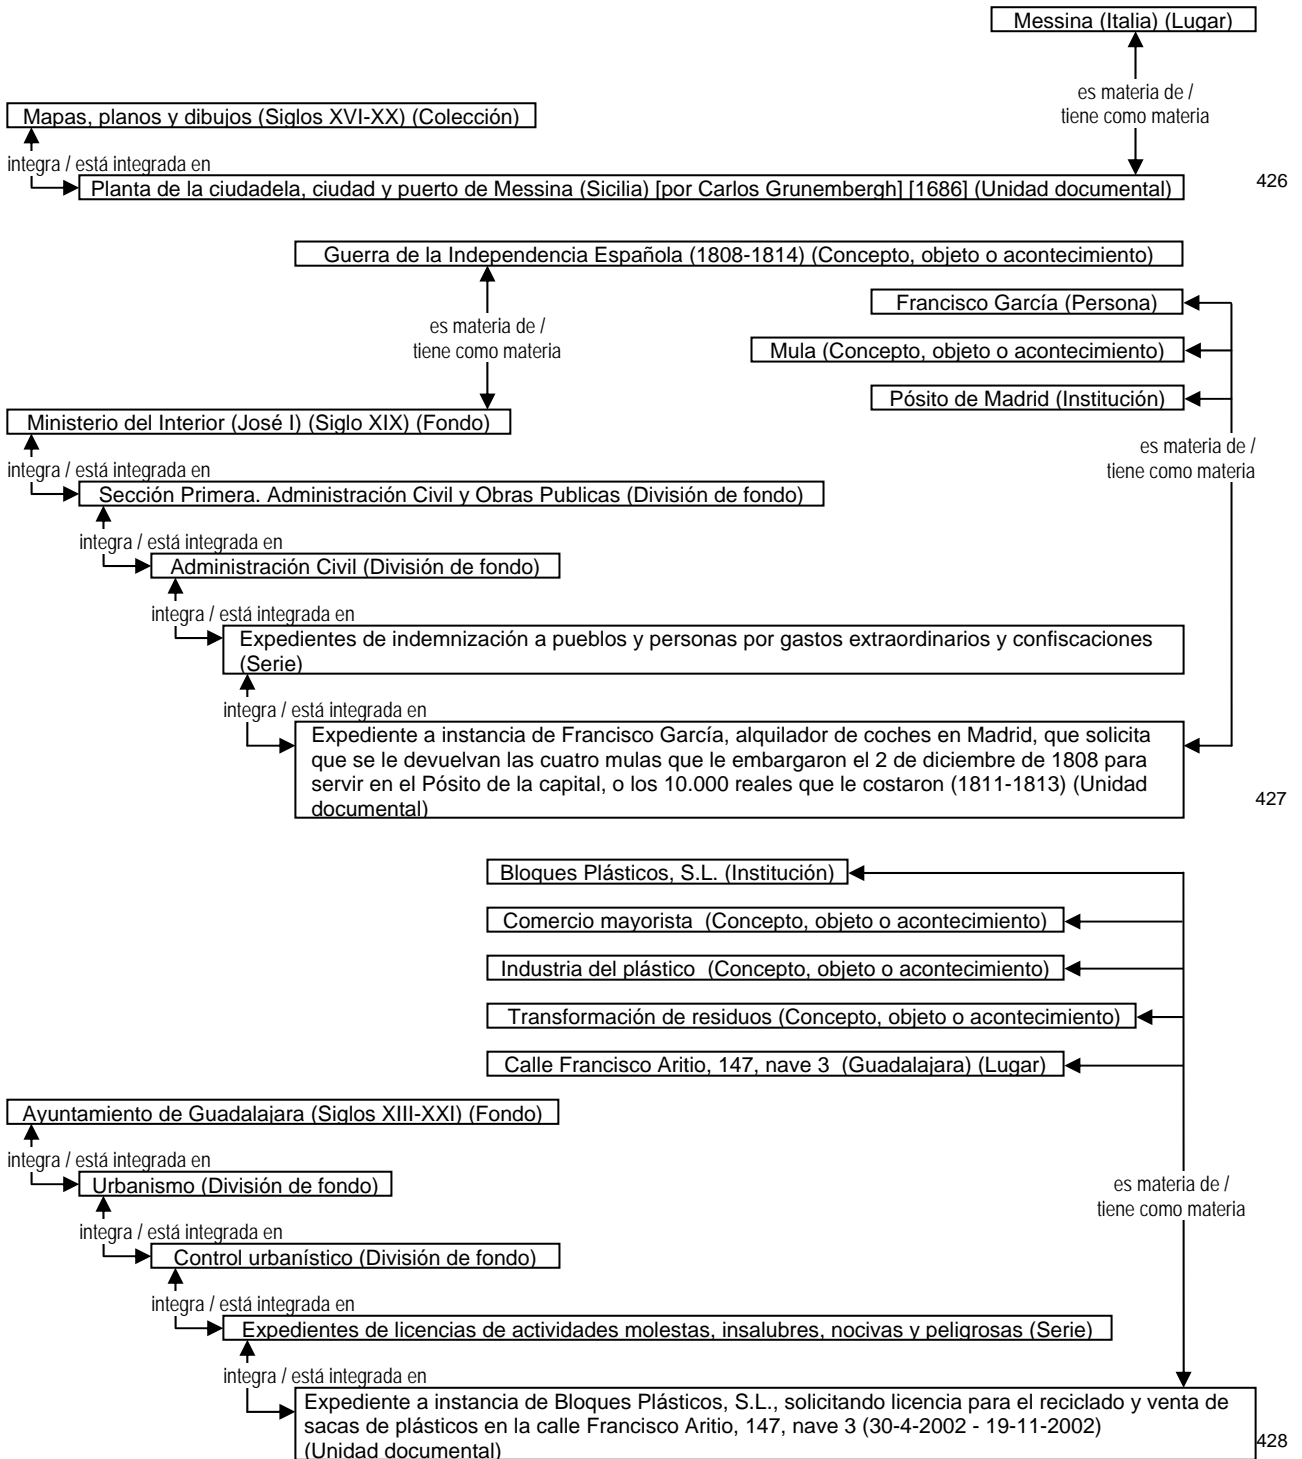 Messina (Italia) (Lugar)
es materia de /
tiene como materia
Mapas, planos y dibujos (Siglos XVI-XX) (Colección)
integra / está integrada en
Planta de la ciudadela, ciudad y puerto de Messina (Sicilia) [por Carlos Grunembergh] [1686] (Unidad documental)
426
Guerra de la Independencia Española (1808-1814) (Concepto, objeto o acontecimiento)
Francisco García (Persona)
es materia de /
tiene como materia
Mula (Concepto, objeto o acontecimiento)
Pósito de Madrid (Institución)
Ministerio del Interior (José I) (Siglo XIX) (Fondo)
es materia de /
tiene como materia
integra / está integrada en
Sección Primera. Administración Civil y Obras Publicas (División de fondo)
integra / está integrada en
Administración Civil (División de fondo)
integra / está integrada en
Expedientes de indemnización a pueblos y personas por gastos extraordinarios y confiscaciones
(Serie)
integra / está integrada en
Expediente a instancia de Francisco García, alquilador de coches en Madrid, que solicita
que se le devuelvan las cuatro mulas que le embargaron el 2 de diciembre de 1808 para
servir en el Pósito de la capital, o los 10.000 reales que le costaron (1811-1813) (Unidad
documental)
427
Bloques Plásticos, S.L. (Institución)
Comercio mayorista (Concepto, objeto o acontecimiento)
Industria del plástico (Concepto, objeto o acontecimiento)
Transformación de residuos (Concepto, objeto o acontecimiento)
Calle Francisco Aritio, 147, nave 3 (Guadalajara) (Lugar)
Ayuntamiento de Guadalajara (Siglos XIII-XXI) (Fondo)
integra / está integrada en
Urbanismo (División de fondo)
es materia de /
tiene como materia
integra / está integrada en
Control urbanístico (División de fondo)
integra / está integrada en
Expedientes de licencias de actividades molestas, insalubres, nocivas y peligrosas (Serie)
integra / está integrada en
Expediente a instancia de Bloques Plásticos, S.L., solicitando licencia para el reciclado y venta de
sacas de plásticos en la calle Francisco Aritio, 147, nave 3 (30-4-2002 - 19-11-2002)
(Unidad documental)
428